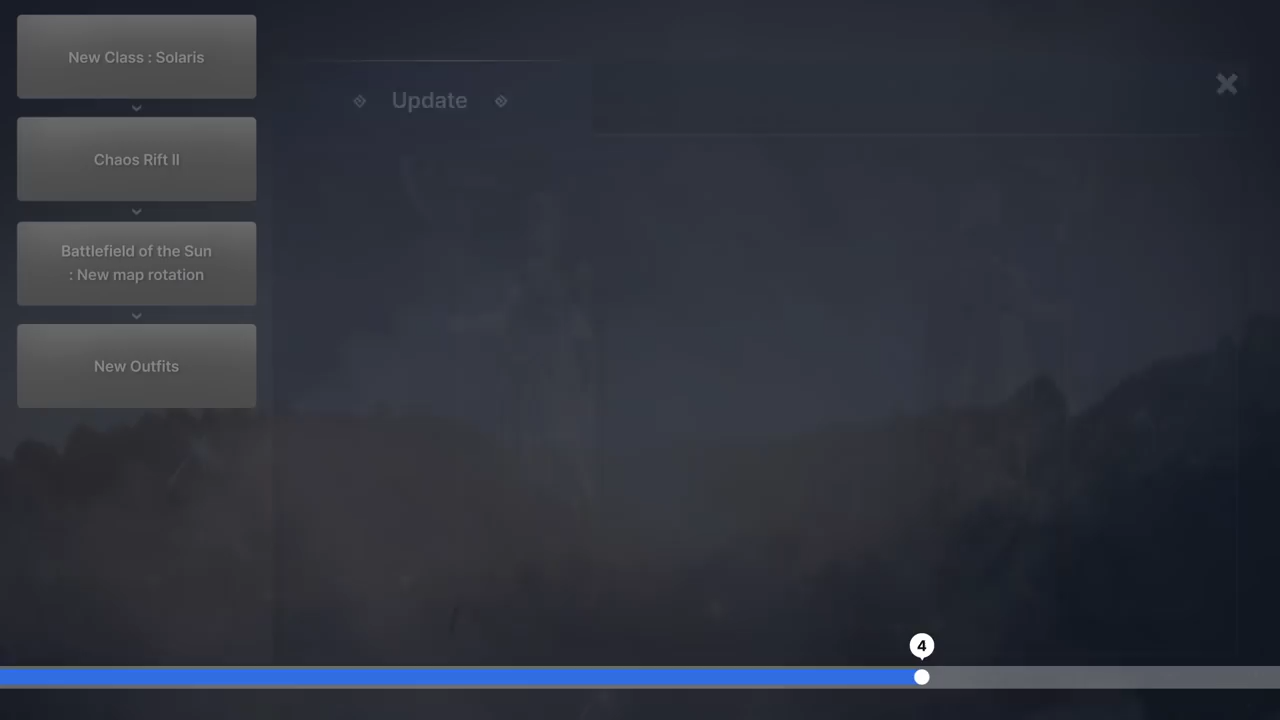 New Class : Solaris
Update
Chaos Rift II
Battlefield of the Sun
: New map rotation
New Outfits
4